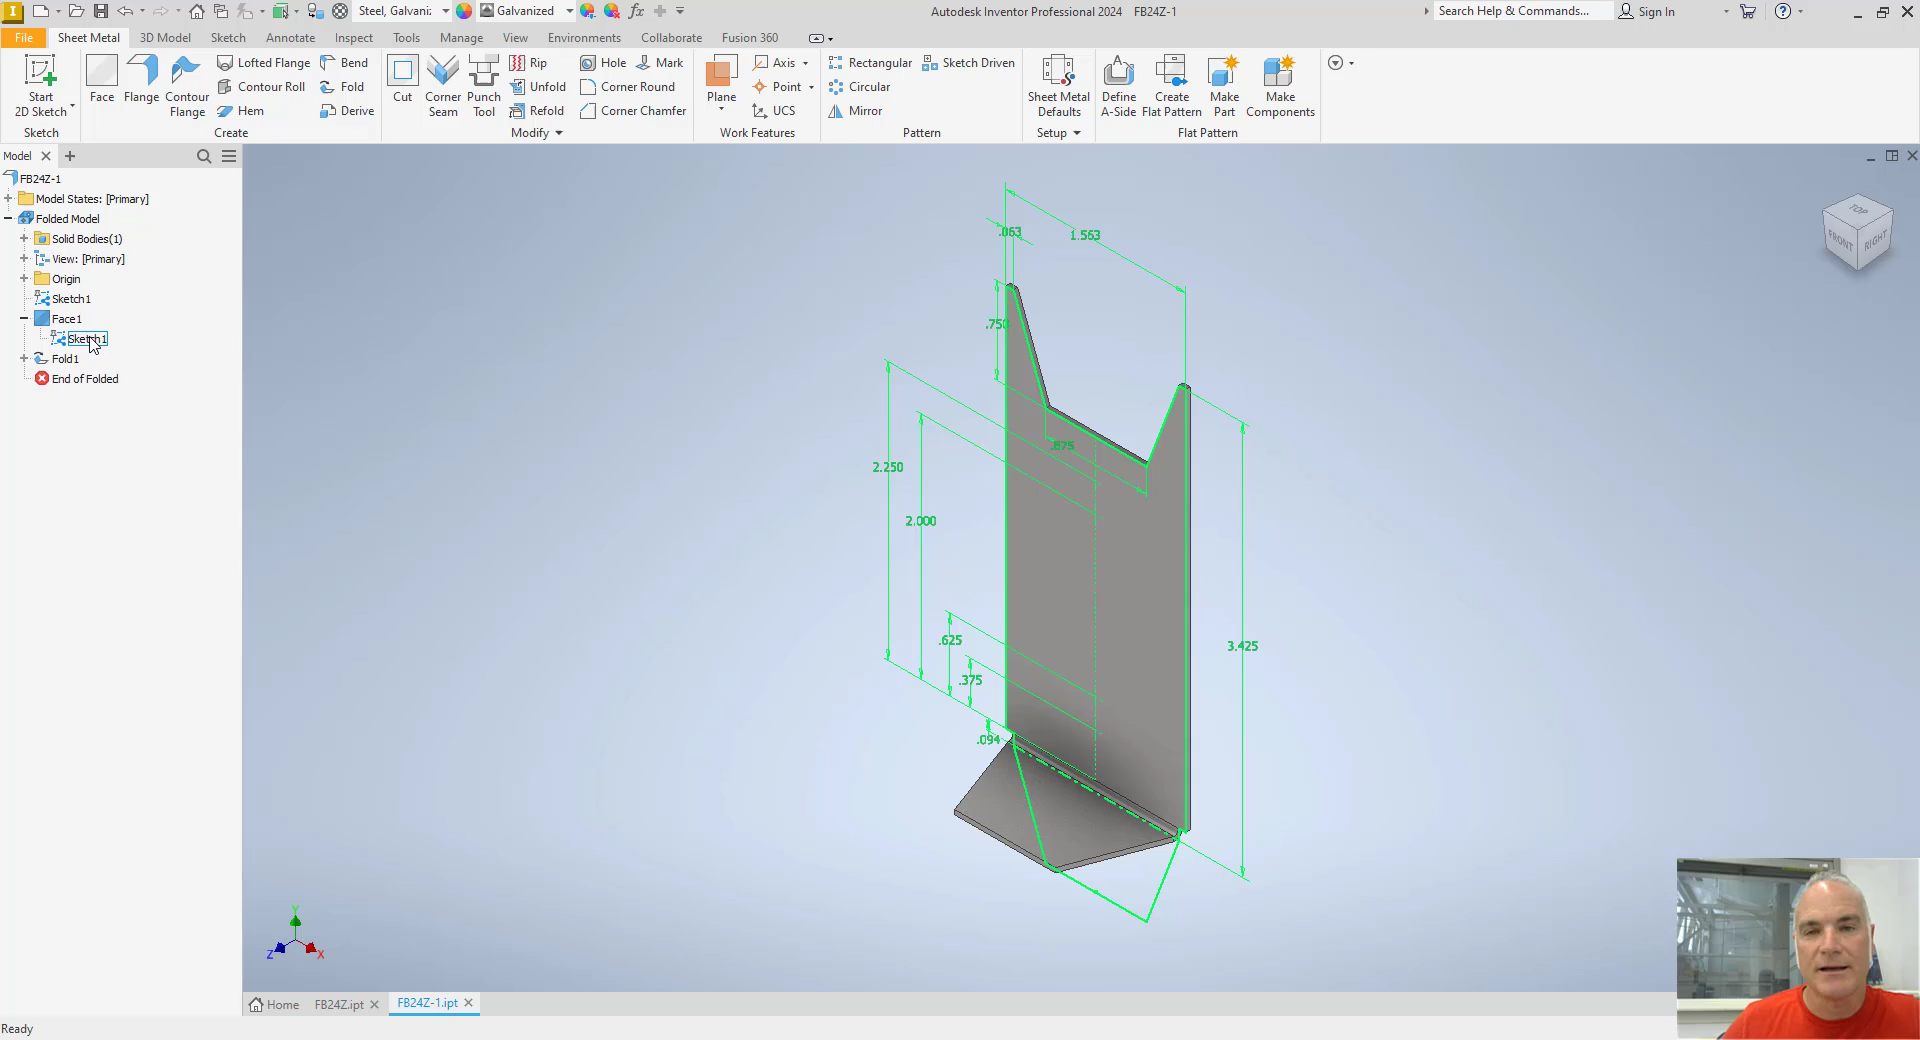 Steel, Galvaniz
Galvanized
Autodesk Inventor Professional 2024 FB24Z-1
Search Help & Commands...
Sign In
File
Sheet Metal
3D Model
Sketch
Annotate
Inspect
Tools
Manage
View
Environments
Collaborate
Fusion 360
Start
2D Sketch
Face
Flange
Contour
Flange
Lofted Flange
Contour Roll
Hem
Bend
Fold
Derive
Cut
Corner
Seam
Punch
Tool
Rip
Unfold
Refold
Hole
Mark
Corner Round
Corner Chamfer
Plane
Axis
Point
UCS
Rectangular
Circular
Mirror
Sketch Driven
Sheet Metal
Defaults
Define
A-Side
Create
Flat Pattern
Make
Part
Make
Components
Sketch
Create
Modify
Work Features
Pattern
Setup
Flat Pattern
Model
FB24Z-1
Model States: [Primary]
Folded Model
Solid Bodies(1)
View: [Primary]
Origin
Sketch1
Face1
Sketch1
Fold1
End of Folded
.063
1.563
.750
.875
2.250
2.000
.625
.375
.094
3.425
TOP
FRONT
RIGHT
Y
Z
X
Home
FB24Z.ipt
FB24Z-1.ipt
Ready